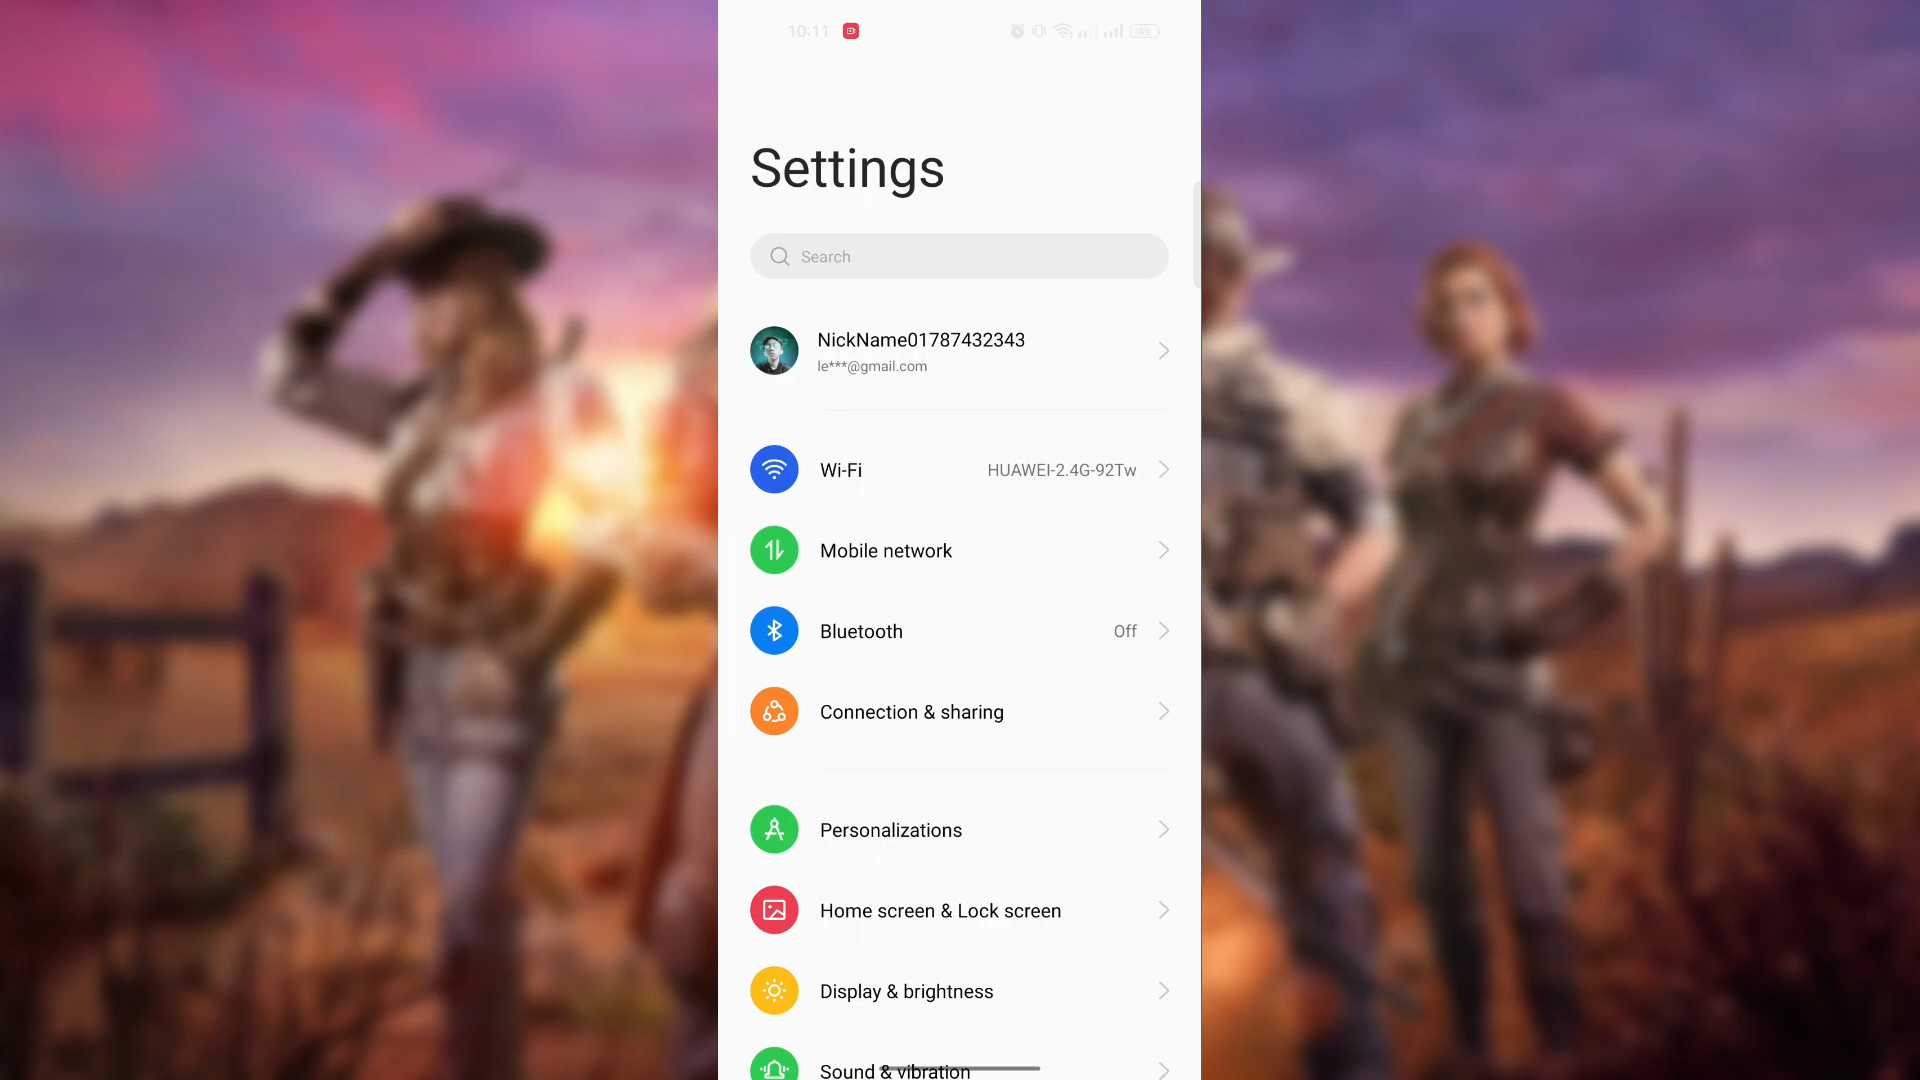 10:11
48
Settings
Search
NickName01787432343
le***@gmail.com
Wi-Fi HUAWEI-2.4G-92Tw
Mobile network
Bluetooth Off
Connection & sharing
Personalizations
Home screen & Lock screen
Display & brightness
Sound & vibration